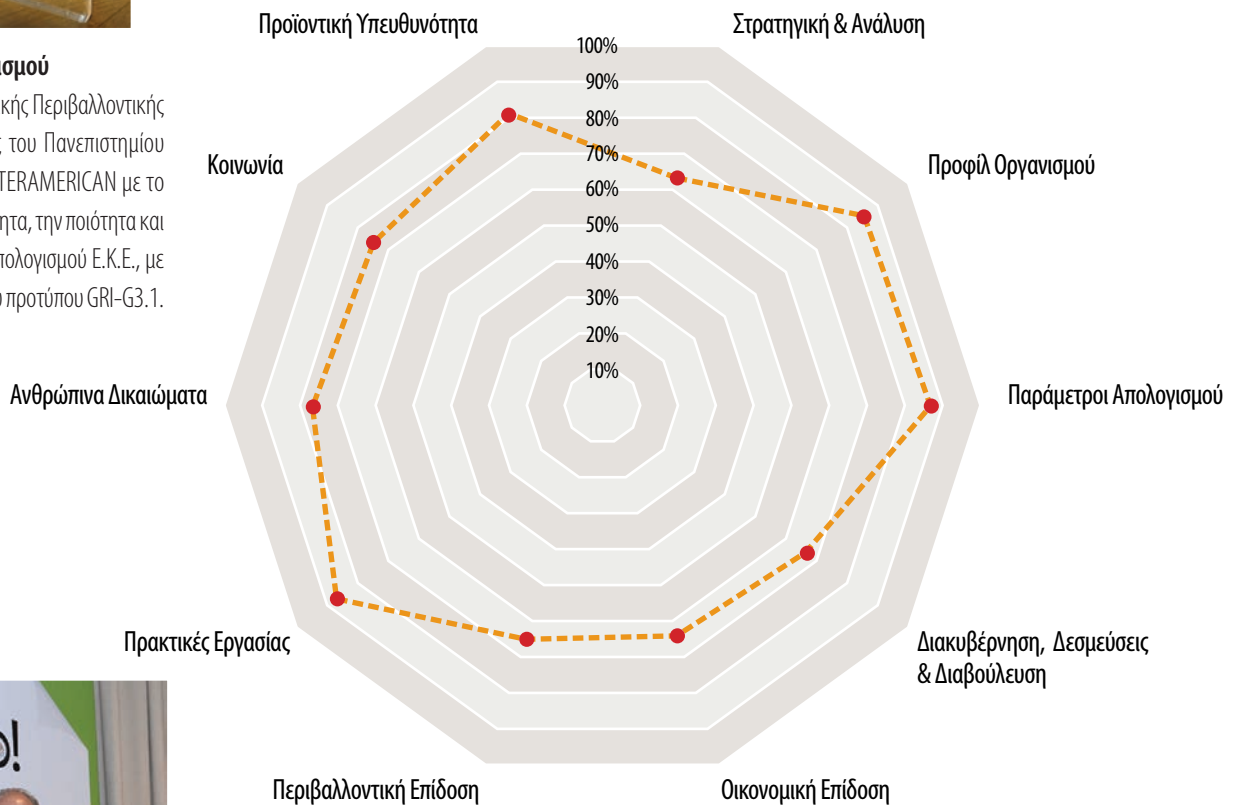 ισμού
κής Περιβαλλοντικής
του Πανεπιστημίου
TERAMERICAN με το
ητα, την ποιότητα και
πολογισμού Ε.Κ.Ε., με
προτύπου GRI-G3.1.
Προϊοντική Υπευθυνότητα
Στρατηγική & Ανάλυση
Κοινωνία
Προφίλ Οργανισμού
Ανθρώπινα Δικαιώματα
Παράμετροι Απολογισμού
Πρακτικές Εργασίας
Διακυβέρνηση, Δεσμεύσεις
& Διαβούλευση
Περιβαλλοντική Επίδοση
Οικονομική Επίδοση
100%
90%
80%
70%
60%
50%
40%
30%
20%
10%
!